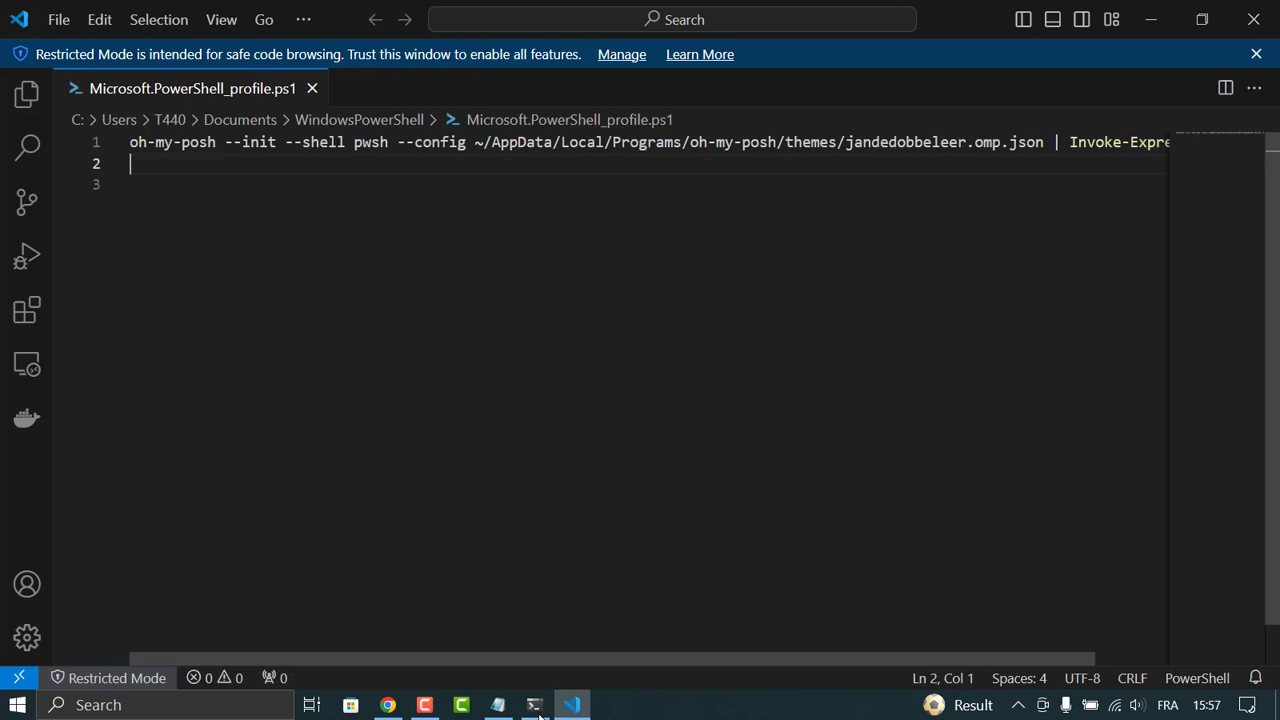 File Edit Selection View Go ··· Search
Restricted Mode is intended for safe code browsing. Trust this window to enable all features. Manage Learn More
Microsoft.PowerShell_profile.ps1
C: > Users > T440 > Documents > WindowsPowerShell > Microsoft.PowerShell_profile.ps1
1 oh-my-posh --init --shell pwsh --config ~/AppData/Local/Programs/oh-my-posh/themes/jandedobbeleer.omp.json | Invoke-Expre
2
3
Restricted Mode 0 0 0 Ln 2, Col 1 Spaces: 4 UTF-8 CRLF PowerShell
Search Result FRA 15:57